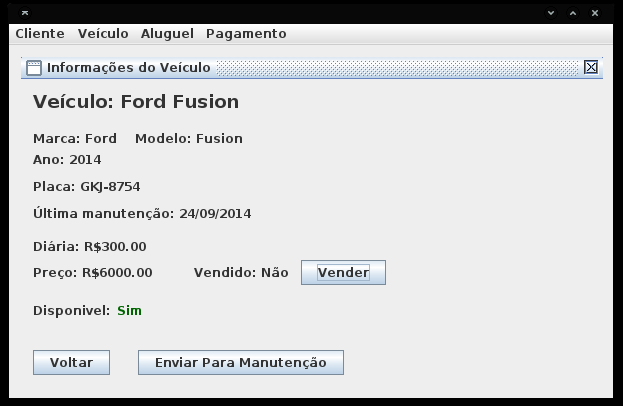 Cliente Veículo Aluguel Pagamento
Informações do Veículo
Veículo: Ford Fusion
Marca: Ford Modelo: Fusion
Ano: 2014
Placa: GKJ-8754
Última manutenção: 24/09/2014
Diária: R$300.00
Preço: R$6000.00 Vendido: Não Vender
Disponivel: Sim
Voltar Enviar Para Manutenção